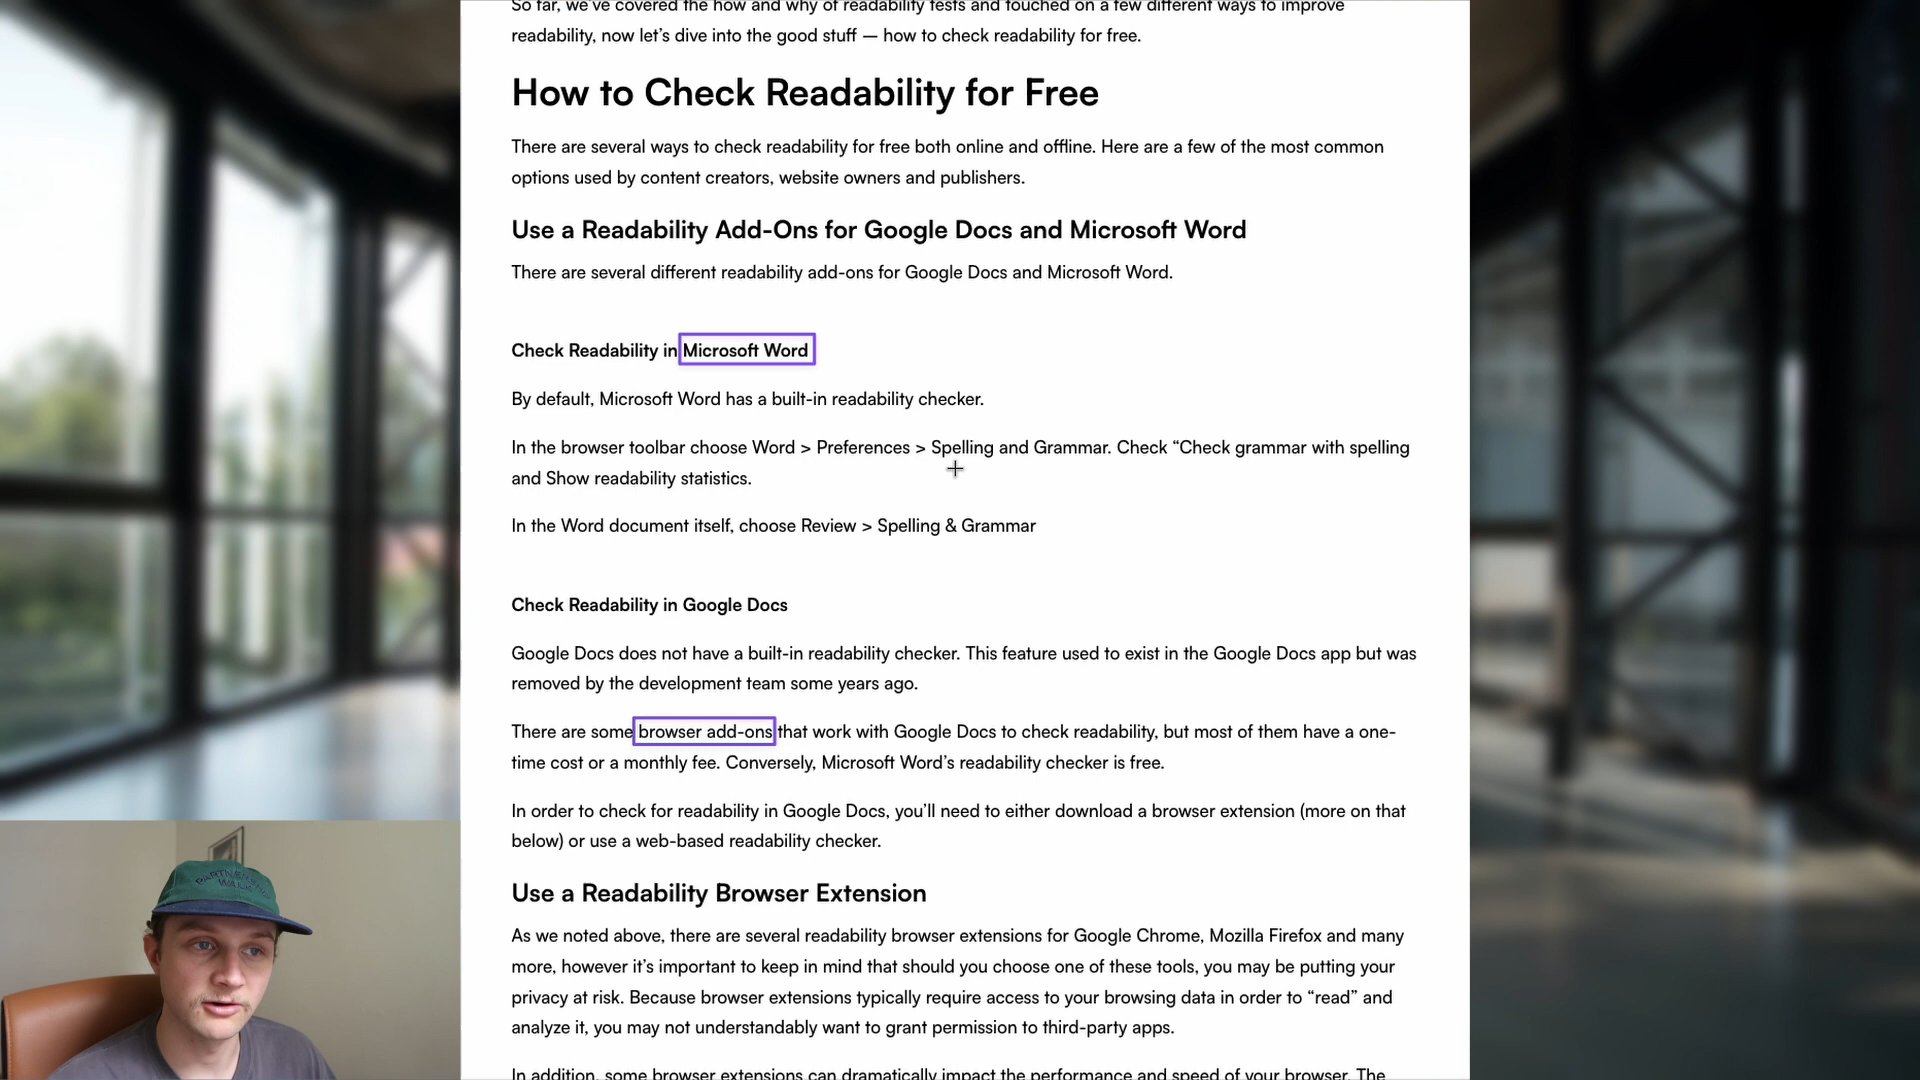 So far, we've covered the how and why of readability tests and touched on a few different ways to improve
readability, now let's dive into the good stuff — how to check readability for free.
How to Check Readability for Free
There are several ways to check readability for free both online and offline. Here are a few of the most common
options used by content creators, website owners and publishers.
Use a Readability Add-Ons for Google Docs and Microsoft Word
There are several different readability add-ons for Google Docs and Microsoft Word.
Check Readability in Microsoft Word
By default, Microsoft Word has a built-in readability checker.
In the browser toolbar choose Word > Preferences > Spelling and Grammar. Check “Check grammar with spelling
and Show readability statistics.
In the Word document itself, choose Review > Spelling & Grammar
Check Readability in Google Docs
Google Docs does not have a built-in readability checker. This feature used to exist in the Google Docs app but was
removed by the development team some years ago.
There are some browser add-ons that work with Google Docs to check readability, but most of them have a one-
time cost or a monthly fee. Conversely, Microsoft Word’s readability checker is free.
In order to check for readability in Google Docs, you’ll need to either download a browser extension (more on that
below) or use a web-based readability checker.
Use a Readability Browser Extension
As we noted above, there are several readability browser extensions for Google Chrome, Mozilla Firefox and many
more, however it’s important to keep in mind that should you choose one of these tools, you may be putting your
privacy at risk. Because browser extensions typically require access to your browsing data in order to “read” and
analyze it, you may not understandably want to grant permission to third-party apps.
In addition, some browser extensions can dramatically impact the performance and speed of your browser. The